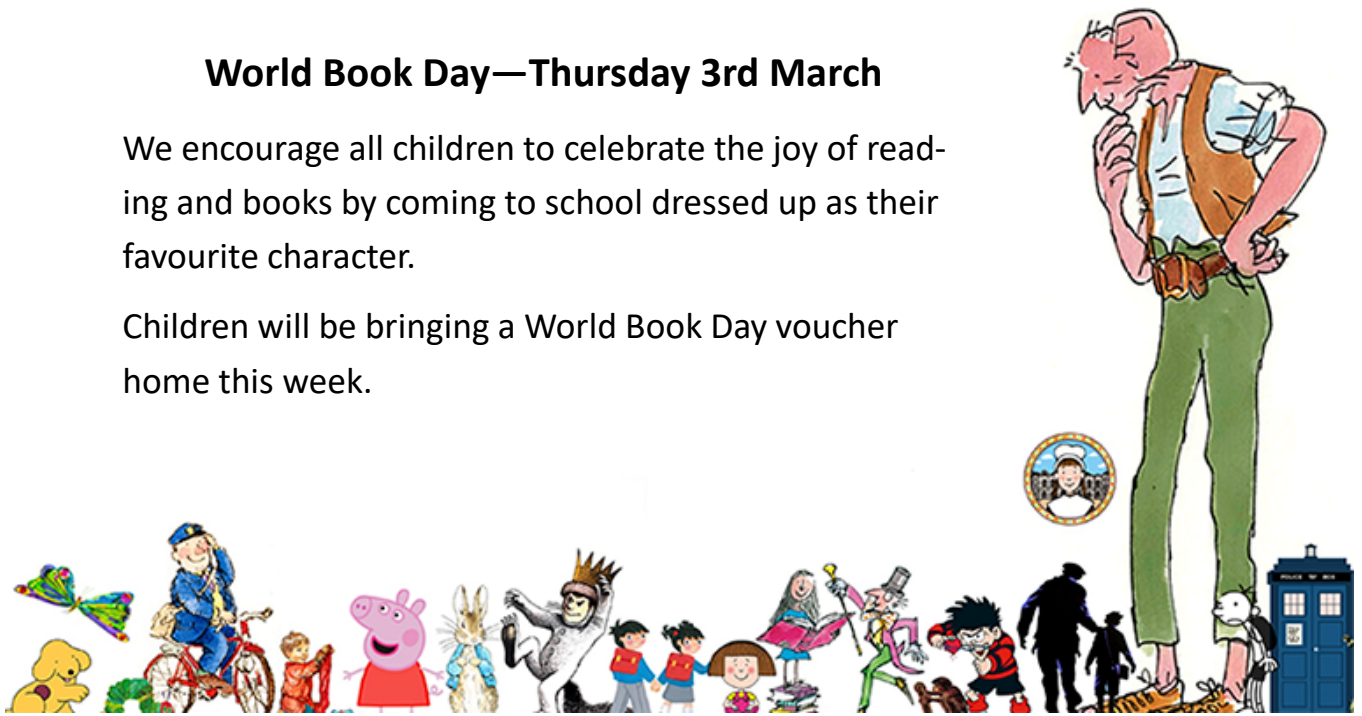 World Book Day—Thursday 3rd March
We encourage all children to celebrate the joy of read-
ing and books by coming to school dressed up as their
favourite character.
Children will be bringing a World Book Day voucher
home this week.